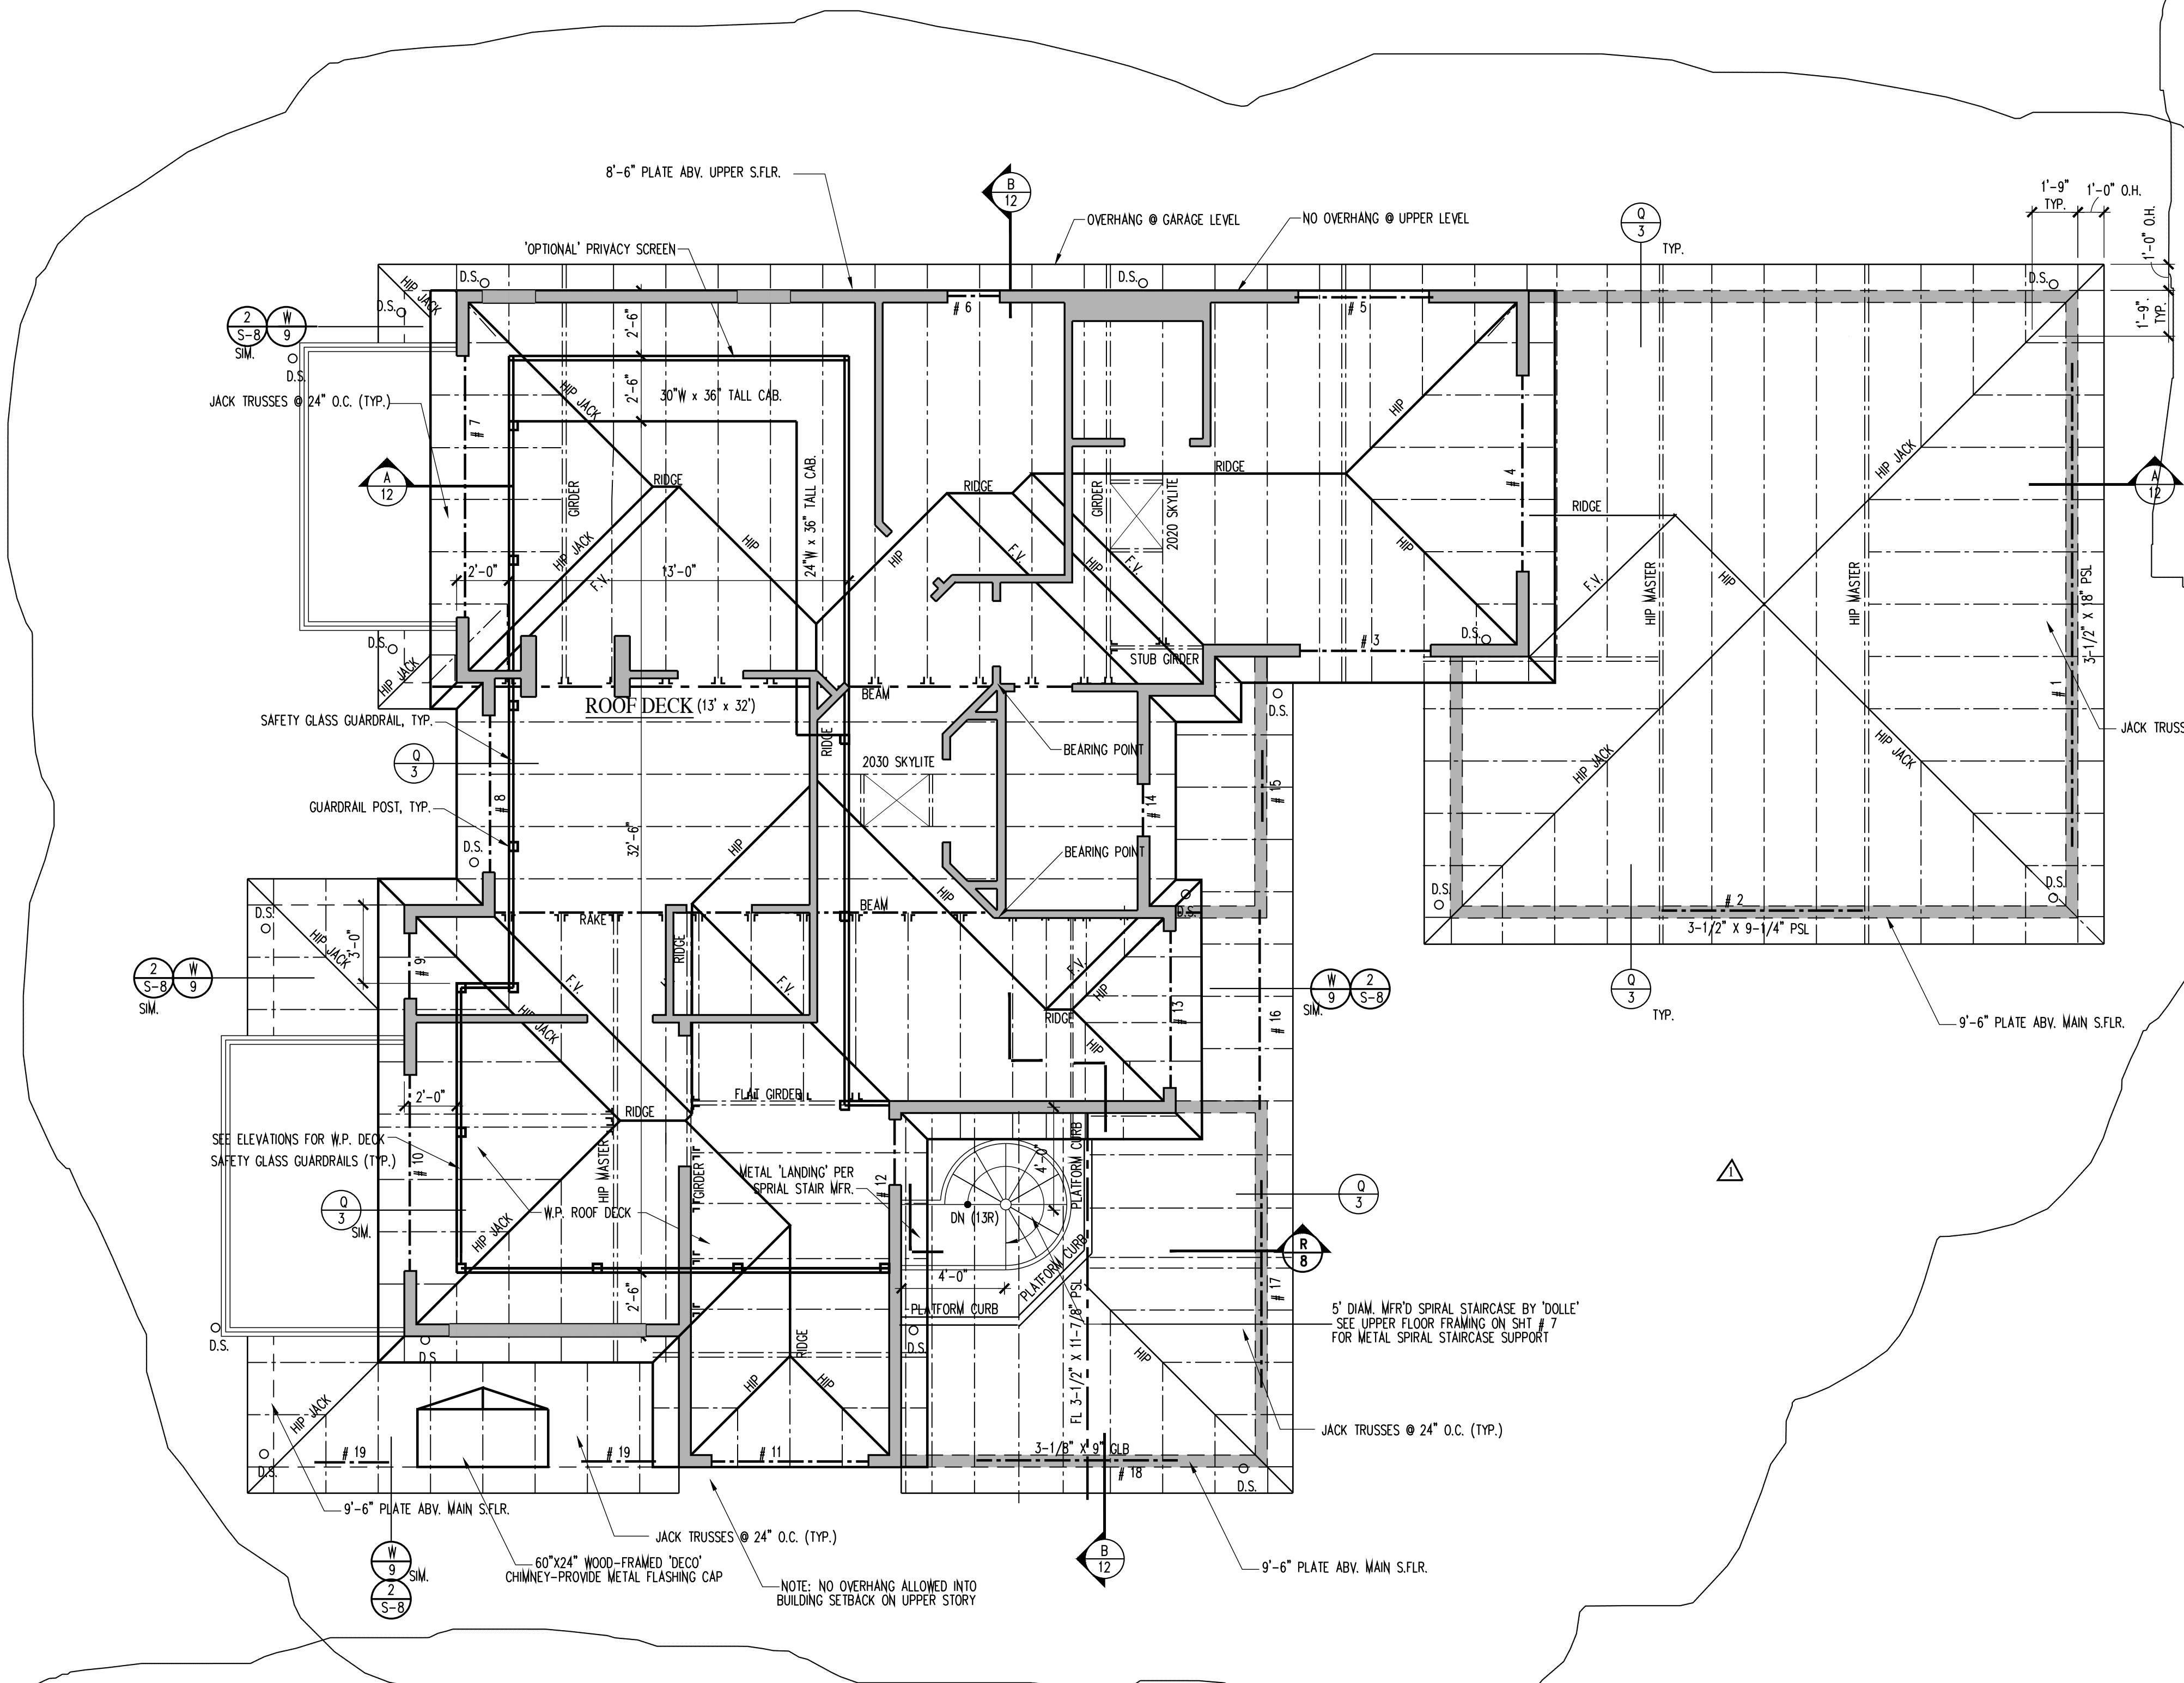 8'-6" PLATE ABV. UPPER S.FLR.
B
12
OVERHANG @ GARAGE LEVEL
NO OVERHANG @ UPPER LEVEL
Q
3
TYP.
1'-9"
TYP.
1'-0" O.H.
1'-0" O.H.
1'-9"
TYP.
'OPTIONAL' PRIVACY SCREEN
HIP JACK
D.S.
D.S.
D.S.
D.S.
2
S-8
W
9
SIM.
D.S.
# 6
# 5
2'-6"
2'-6"
30"W x 36" TALL CAB.
JACK TRUSSES @ 24" O.C. (TYP.)
# 7
HIP JACK
HIP
A
12
GIRDER
RIDGE
24"W x 36" TALL CAB.
RIDGE
GIRDER
RIDGE
2020 SKYLITE
# 4
RIDGE
HIP JACK
A
12
HIP JACK
F.V.
HIP
HIP
F.V.
HIP
F.V.
HIP
2'-0"
13'-0"
F.V.
HIP MASTER
HIP
HIP MASTER
3-1/2" X 18" PSL
# 1
D.S.
HIP JACK
# 3
D.S.
STUB GIRDER
BEAM
ROOF DECK (13' x 32')
D.S.
SAFETY GLASS GUARDRAIL, TYP.
RIDGE
BEARING POINT
JACK TRUSS
Q
3
2030 SKYLITE
HIP JACK
HIP JACK
# 8
# 14
# 15
GUARDRAIL POST, TYP.
D.S.
32'-6"
HIP
BEARING POINT
HIP
D.S.
D.S.
D.S.
D.S.
RAKE
BEAM
# 2
3-1/2" X 9-1/4" PSL
HIP JACK
3'-0"
# 9
RIDGE
F.V.
F.V.
F.V.
HIP
2
S-8
W
9
SIM.
HIP JACK
RIDGE
# 13
# 16
W
9
2
S-8
SIM.
Q
3
TYP.
9'-6" PLATE ABV. MAIN S.FLR.
HIP
2'-0"
FLAT GIRDER
RIDGE
SEE ELEVATIONS FOR W.P. DECK
SAFETY GLASS GUARDRAILS (TYP.)
# 10
HIP MASTER
GIRDER
METAL 'LANDING' PER
SPRIAL STAIR MFR.
# 12
4'-0"
PLATFORM CURB
1
Q
3
SIM.
HIP JACK
W.P. ROOF DECK
DN (13R)
Q
3
PLATFORM CURB
R
8
2'-6"
4'-0"
PLATFORM CURB
FL 3-1/2" X 11-7/8" PSL
# 17
5' DIAM. MFR'D SPIRAL STAIRCASE BY 'DOLLE'
SEE UPPER FLOOR FRAMING ON SHT # 7
FOR METAL SPIRAL STAIRCASE SUPPORT
D.S.
D.S.
RIDGE
D.S.
HIP
HIP
HIP
HIP JACK
# 19
# 19
# 11
3-1/8" X 9" GLB
# 18
JACK TRUSSES @ 24" O.C. (TYP.)
D.S.
D.S.
9'-6" PLATE ABV. MAIN S.FLR.
JACK TRUSSES @ 24" O.C. (TYP.)
W
9
SIM.
2
S-8
60"X24" WOOD-FRAMED 'DECO'
CHIMNEY-PROVIDE METAL FLASHING CAP
NOTE: NO OVERHANG ALLOWED INTO
BUILDING SETBACK ON UPPER STORY
B
12
9'-6" PLATE ABV. MAIN S.FLR.